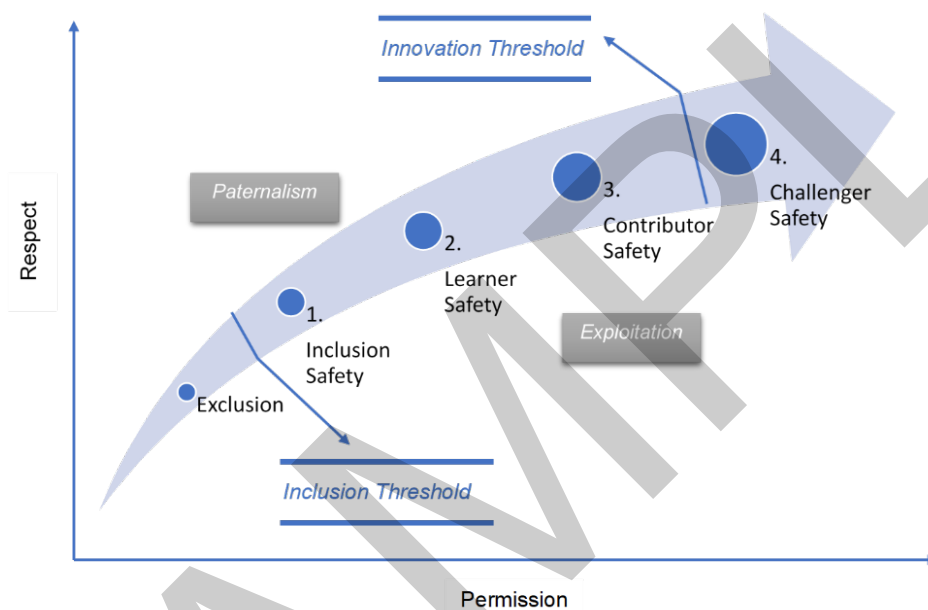 Innovation Threshold
Paternalism
Respect
4.
Challenger
Safety
3.
Contributor
Safety
2.
Learner
Safety
1.
Inclusion
Safety
Exploitation
Exclusion
Inclusion Threshold
Permission